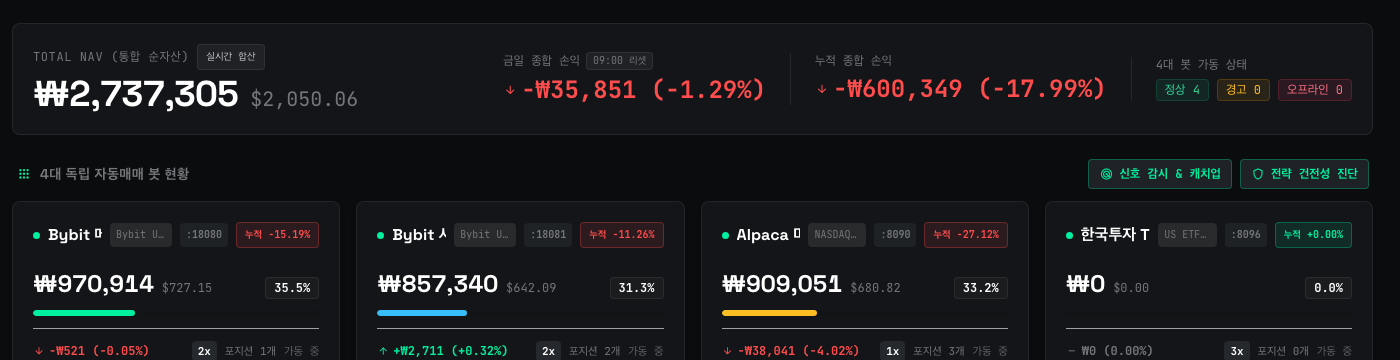 TOTAL NAV (통합 순자산) 실시간 합산
₩2,737,305 $2,050.06
금일 종합 손익 09:00 리셋
↓ -₩35,851 (-1.29%)
누적 종합 손익
↓ -₩600,349 (-17.99%)
4대 봇 가동 상태
정상 4 경고 0 오프라인 0
4대 독립 자동매매 봇 현황
신호 감시 & 캐치업 전략 건전성 진단
Bybit Bybit U… :18080 누적 -15.19%
₩970,914 $727.15 35.5%
↓ -₩521 (-0.05%) 2x 포지션 1개 가동 중
Bybit Bybit U… :18081 누적 -11.26%
₩857,340 $642.09 31.3%
↑ +₩2,711 (+0.32%) 2x 포지션 2개 가동 중
Alpaca NASDAQ… :8090 누적 -27.12%
₩909,051 $680.82 33.2%
↓ -₩38,041 (-4.02%) 1x 포지션 3개 가동 중
한국투자 T US ETF… :8096 누적 +0.00%
₩0 $0.00 0.0%
− ₩0 (0.00%) 3x 포지션 0개 가동 중